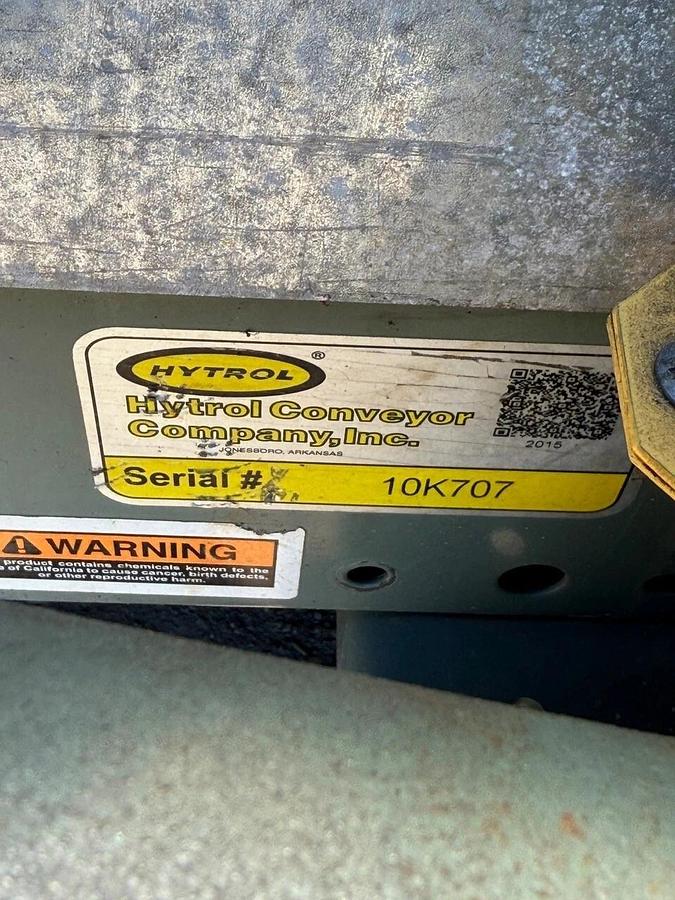 HYTROL®
Hytrol Conveyor
Company, Inc.
JONESBORO, ARKANSAS
2015
Serial # 10K707
WARNING
product contains chemicals known to the
of California to cause cancer, birth defects,
or other reproductive harm.